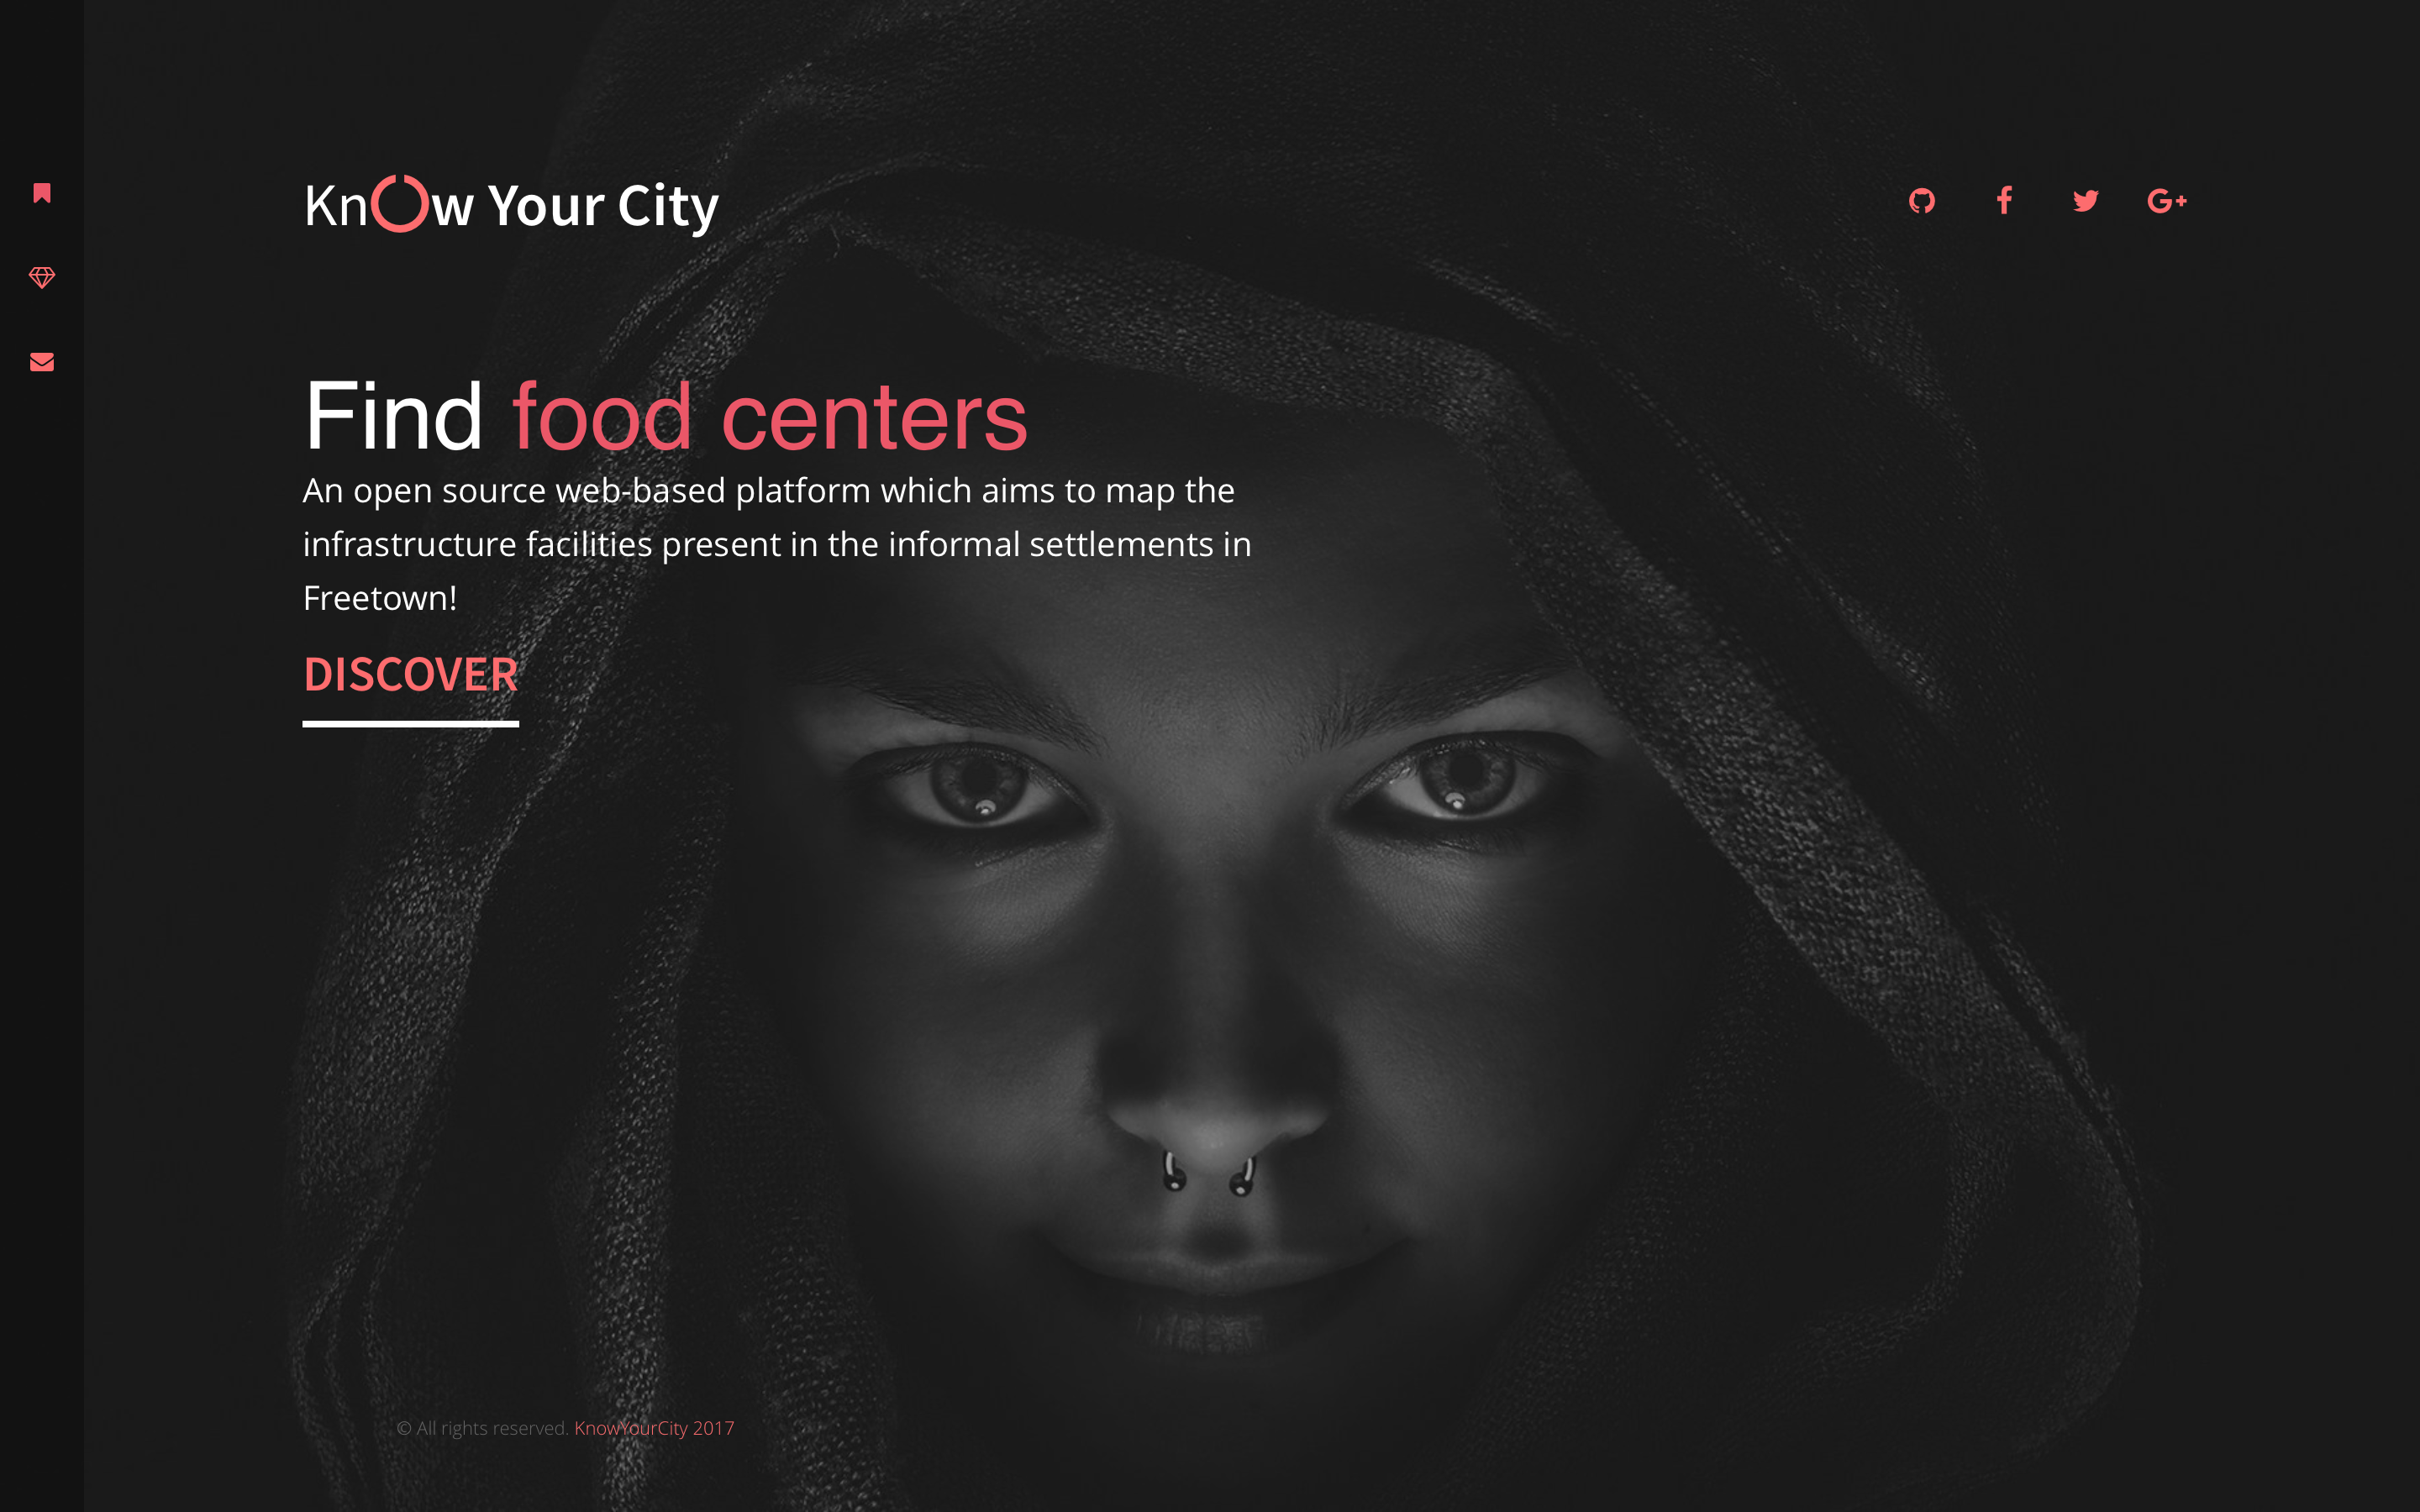 KnOw Your City
G+
Find food centers
An open source web-based platform which aims to map the
infrastructure facilities present in the informal settlements in
Freetown!
DISCOVER
© All rights reserved. KnowYourCity 2017